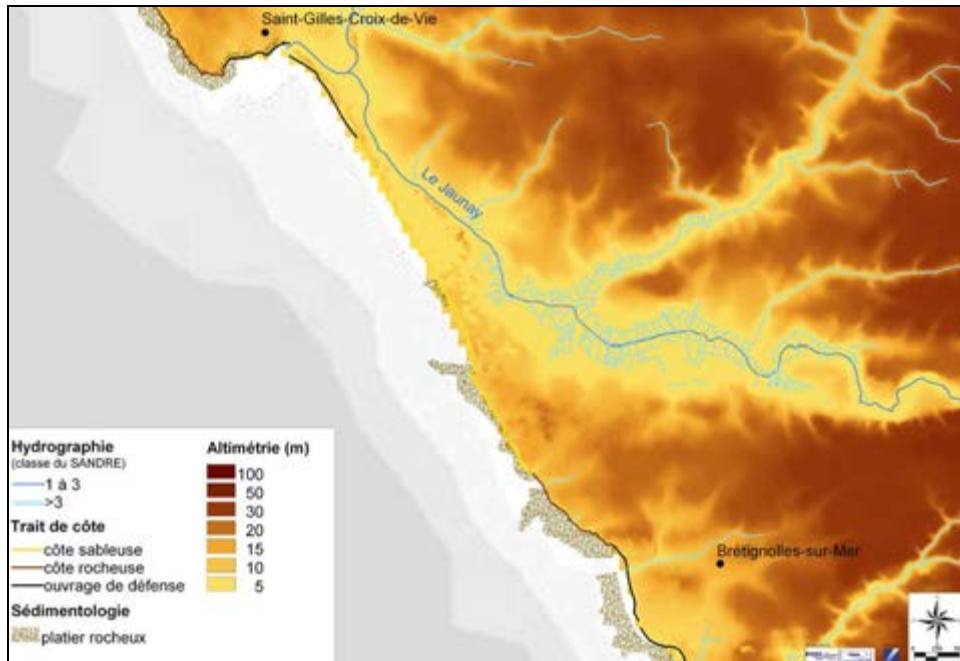 Saint-Gilles-Croix-de-Vie
Le Jaunay
Brétignolles-sur-Mer
Hydrographie
(classe du SANDRE)
1 à 3
>3
Trait de côte
côte sableuse
côte rocheuse
ouvrage de défense
Sédimentologie
platier rocheux
Altimétrie (m)
100
50
30
20
15
10
5